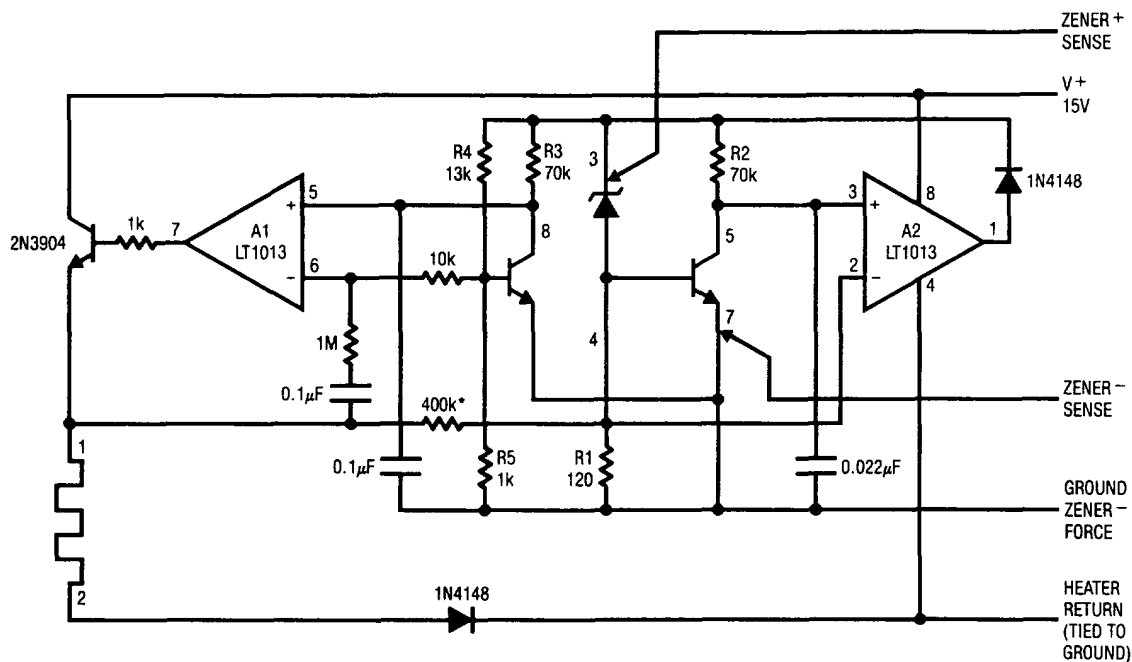 ZENER +
SENSE
V +
15V
R4
13k
R3
70k
3
R2
70k
1N4148
2N3904
1k
7
A1
LT1013
5
+
6
−
8
10k
5
3
+
2
−
A2
LT1013
8
1
4
7
4
1M
0.1μF
400k*
ZENER −
SENSE
1
0.1μF
R5
1k
R1
120
0.022μF
GROUND
ZENER −
FORCE
2
1N4148
HEATER
RETURN
(TIED TO
GROUND)